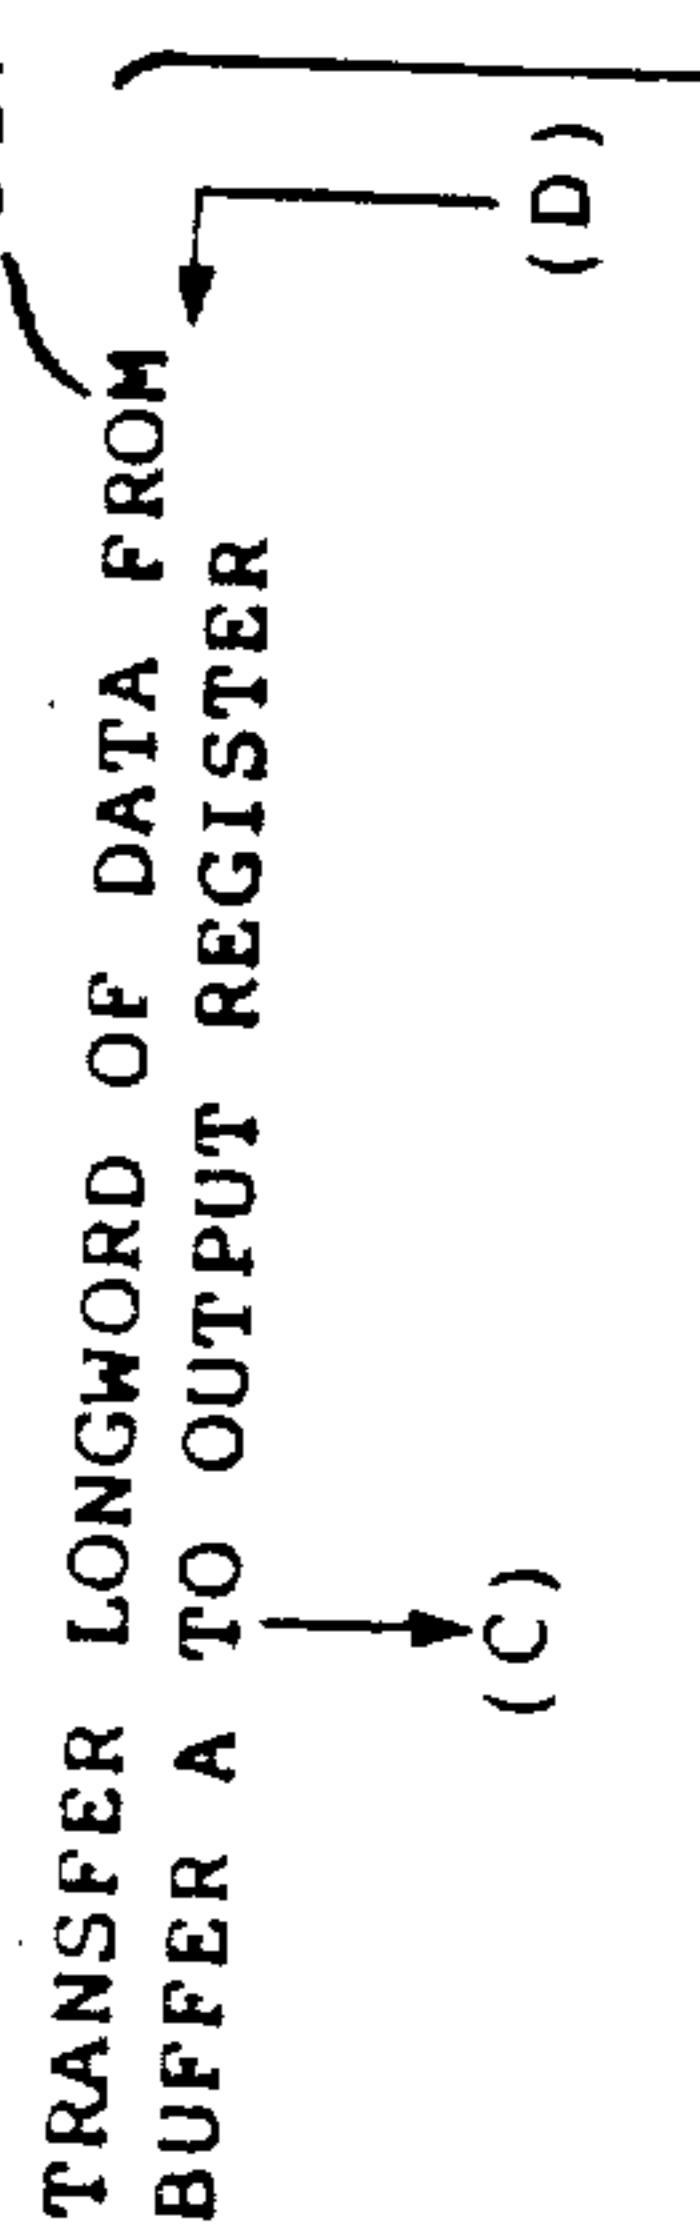 TRANSFER LONGWORD OF DATA FROM
BUFFER A TO OUTPUT REGISTER
(C)
(D)